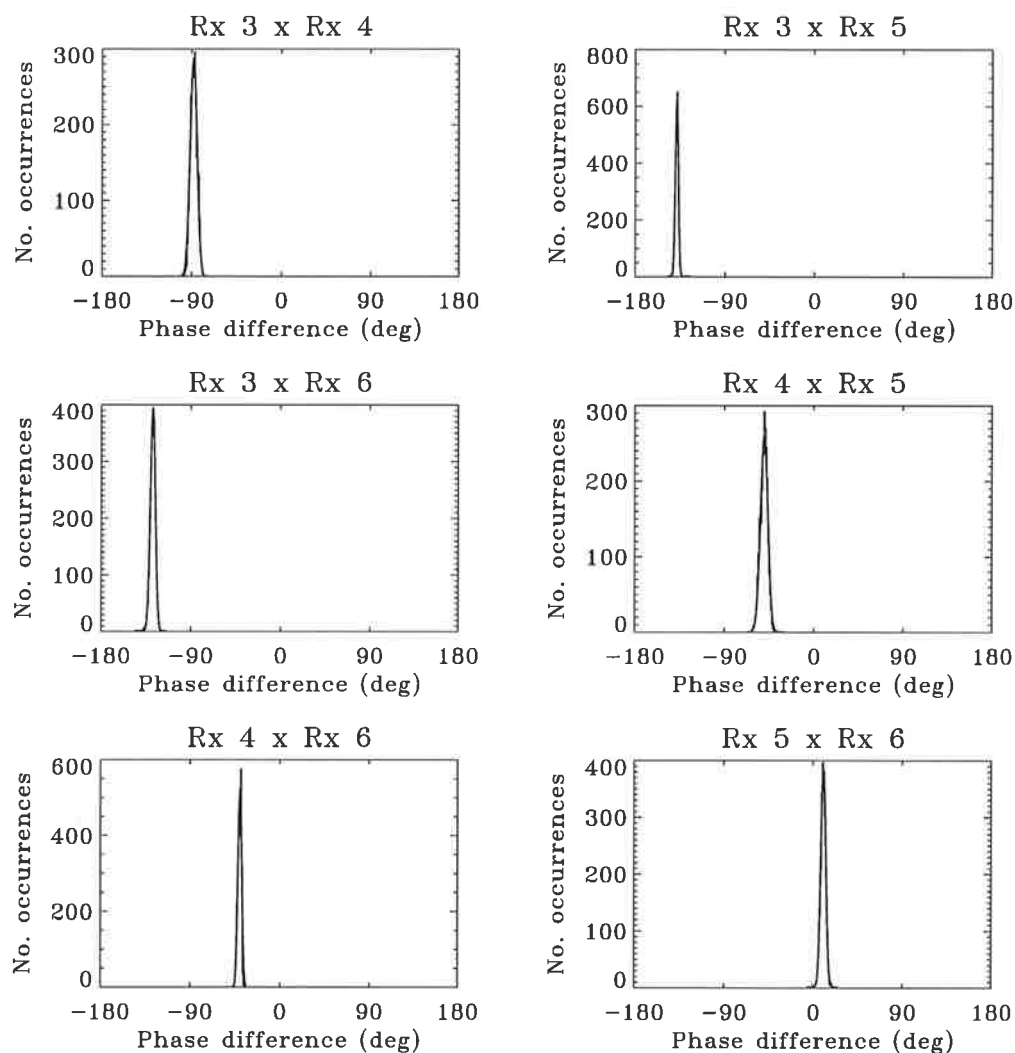 Rx 3 x Rx 4
No. occurrences
300
200
100
0
-180 -90 0 90 180
Phase difference (deg)
Rx 3 x Rx 5
No. occurrences
800
600
400
200
0
-180 -90 0 90 180
Phase difference (deg)
Rx 3 x Rx 6
No. occurrences
400
300
200
100
0
-180 -90 0 90 180
Phase difference (deg)
Rx 4 x Rx 5
No. occurrences
300
200
100
0
-180 -90 0 90 180
Phase difference (deg)
Rx 4 x Rx 6
No. occurrences
600
400
200
0
-180 -90 0 90 180
Phase difference (deg)
Rx 5 x Rx 6
No. occurrences
400
300
200
100
0
-180 -90 0 90 180
Phase difference (deg)